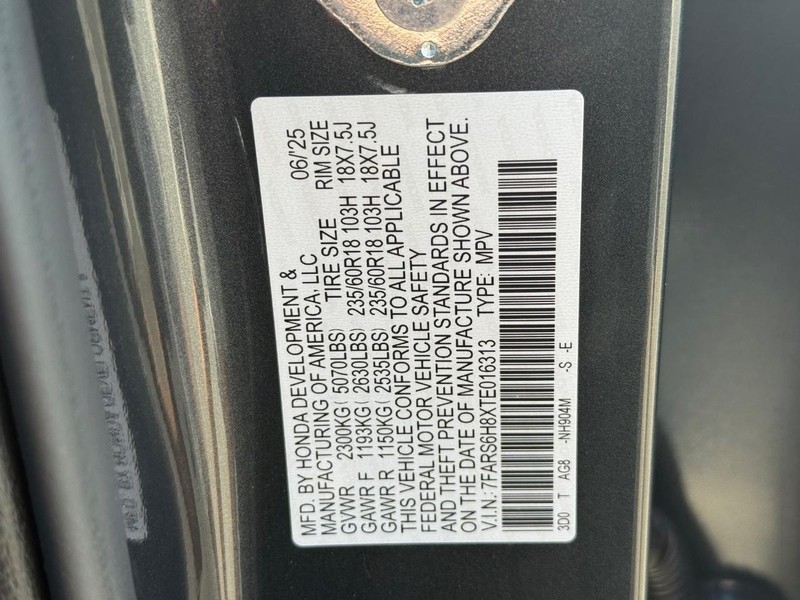 MFD. BY HONDA DEVELOPMENT &
MANUFACTURING OF AMERICA, LLC 06/'25
GVWR 2300KG( 5070LBS) TIRE SIZE RIM SIZE
GAWR F 1193KG( 2630LBS) 235/60R18 103H 18X7.5J
GAWR R 1150KG( 2535LBS) 235/60R18 103H 18X7.5J
THIS VEHICLE CONFORMS TO ALL APPLICABLE
FEDERAL MOTOR VEHICLE SAFETY
AND THEFT PREVENTION STANDARDS IN EFFECT
ON THE DATE OF MANUFACTURE SHOWN ABOVE.
V.I.N.: 7FARS6H8XTE016313 TYPE: MPV
3D0 T AG8 -NH904M -S -E